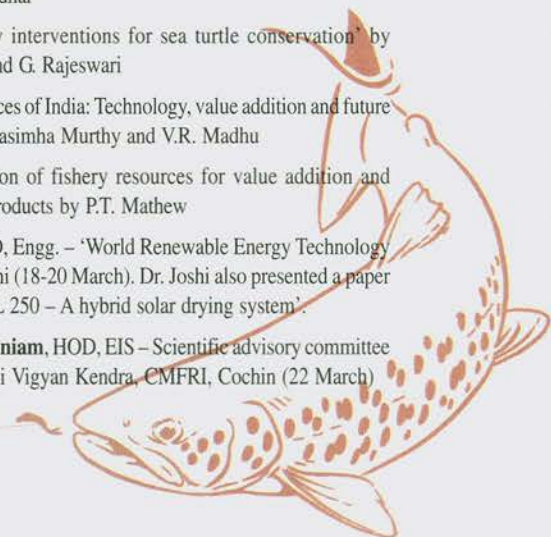 interventions for sea turtle conservation' by
nd G. Rajeswari
ces of India: Technology, value addition and future
asimha Murthy and V.R. Madhu
on of fishery resources for value addition and
roducts by P.T. Mathew
, Engg. – 'World Renewable Energy Technology
ni (18-20 March). Dr. Joshi also presented a paper
L 250 – A hybrid solar drying system'.
niam, HOD, EIS – Scientific advisory committee
i Vigyan Kendra, CMFRI, Cochin (22 March)